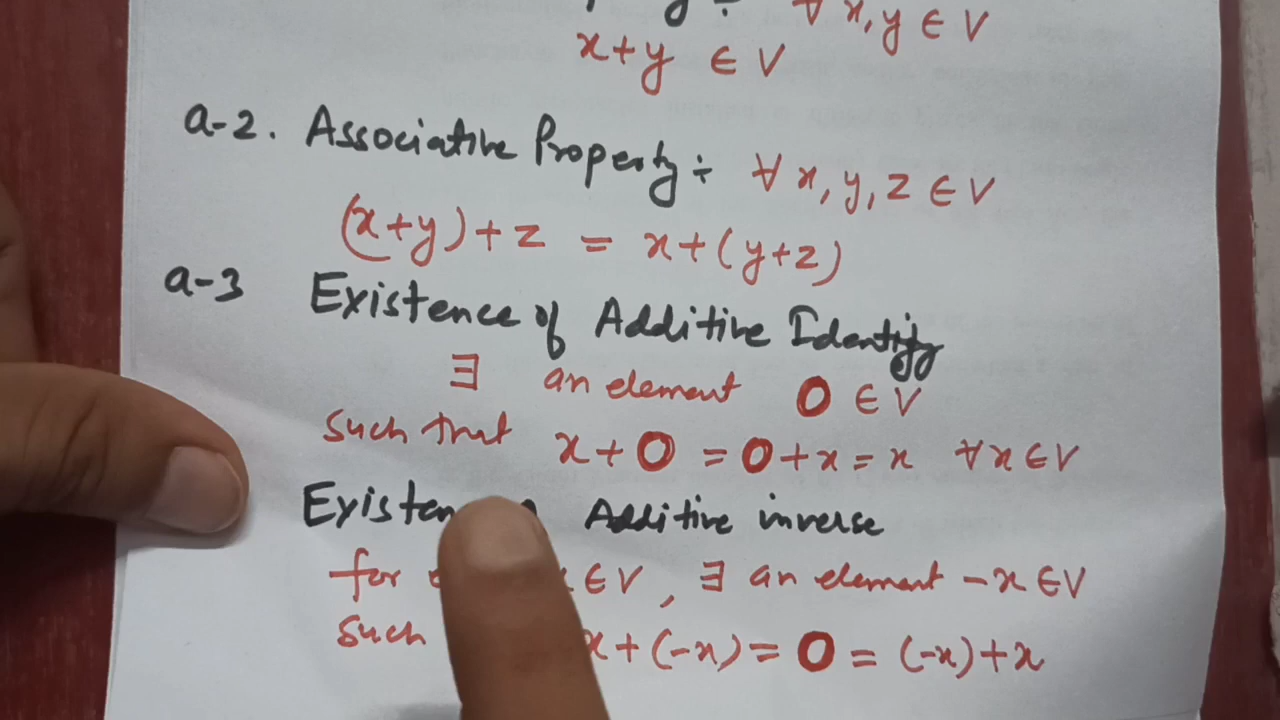 ∀ x, y ∈ V
x+y ∈ V
a-2. Associative Property÷ ∀ x, y, z ∈ V
(x+y)+z = x+(y+z)
a-3 Existence of Additive Identity
∃ an element 0 ∈ V
such that x+0 = 0+x = x ∀x ∈ V
Additive inverse
for ∈ V, ∃ an element -x ∈ V
such x+(-x) = 0 = (-x)+x